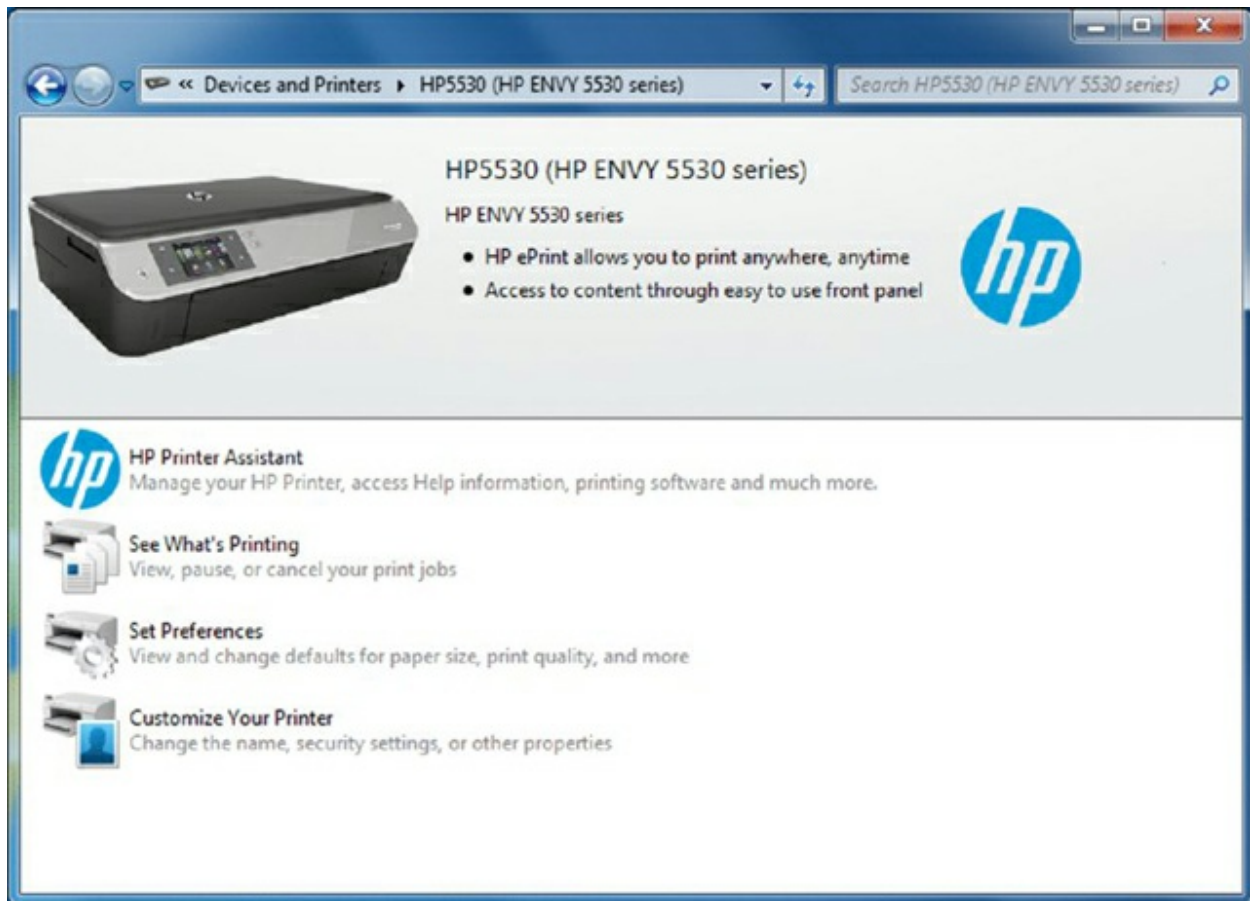 « Devices and Printers ▸ HP5530 (HP ENVY 5530 series)
Search HP5530 (HP ENVY 5530 series)
HP5530 (HP ENVY 5530 series)
HP ENVY 5530 series
• HP ePrint allows you to print anywhere, anytime
• Access to content through easy to use front panel
hp
hp
HP Printer Assistant
Manage your HP Printer, access Help information, printing software and much more.
See What's Printing
View, pause, or cancel your print jobs
Set Preferences
View and change defaults for paper size, print quality, and more
Customize Your Printer
Change the name, security settings, or other properties